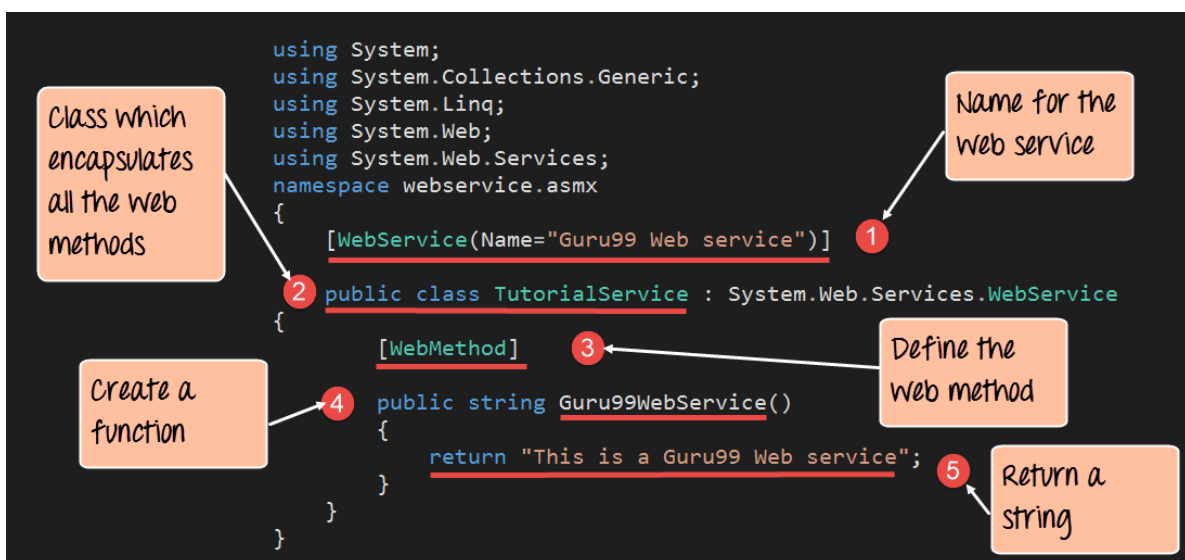 using System;
using System.Collections.Generic;
using System.Linq;
using System.Web;
using System.Web.Services;
namespace webservice.asmx
{
[WebService(Name="Guru99 Web service")]
1
2
public class TutorialService : System.Web.Services.WebService
{
[WebMethod]
3
4
public string Guru99WebService()
{
return "This is a Guru99 Web service";
5
}
}
}
Class which
encapsulates
all the web
methods
Name for the
web service
Define the
web method
Create a
function
Return a
string